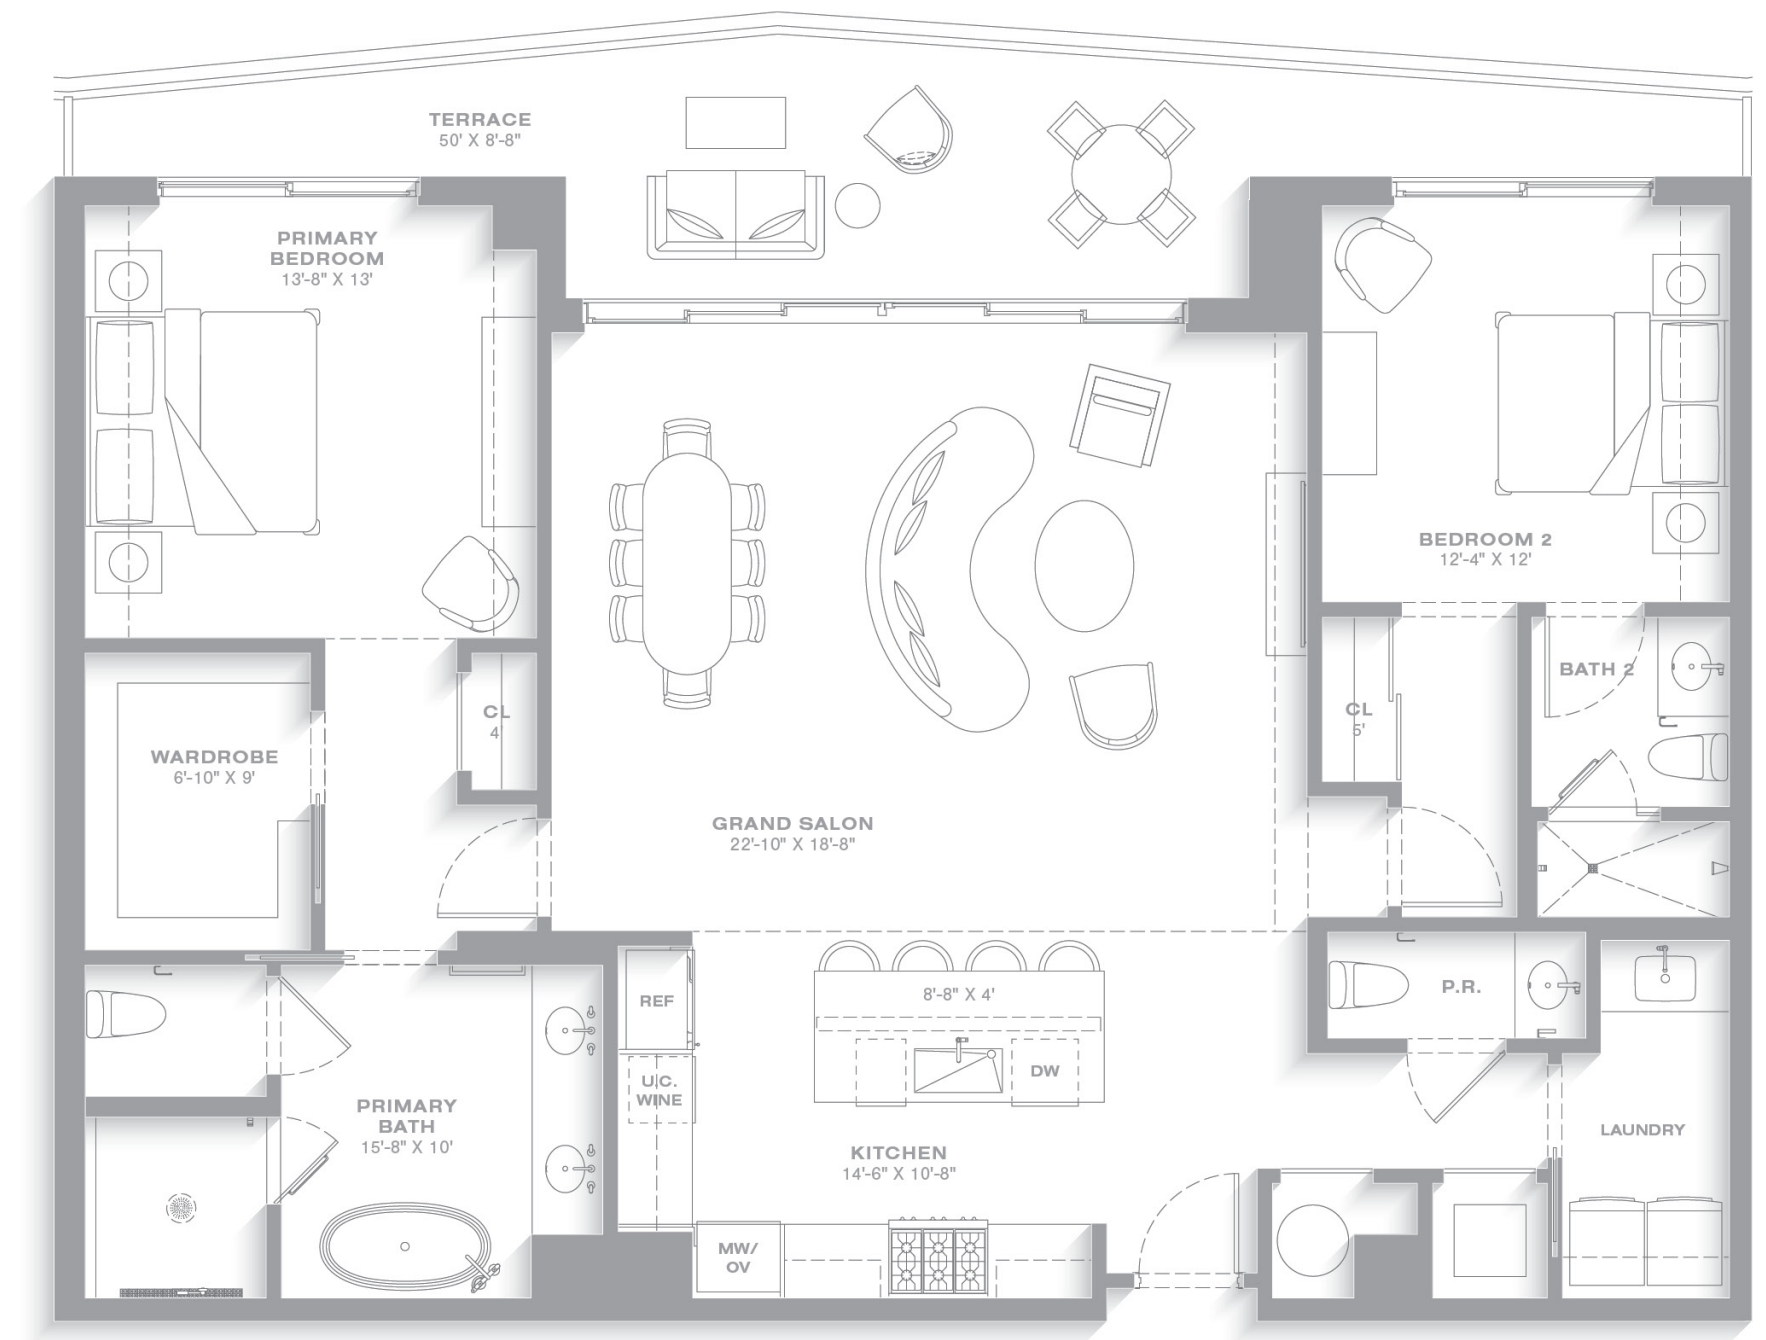 TERRACE
50' X 8'-8"
PRIMARY
BEDROOM
13'-8" X 13'
BEDROOM 2
12'-4" X 12'
BATH 2
CL
4'
CL
5'
WARDROBE
6'-10" X 9'
GRAND SALON
22'-10" X 18'-8"
REF
8'-8" X 4'
P.R.
U.C.
WINE
DW
PRIMARY
BATH
15'-8" X 10'
KITCHEN
14'-6" X 10'-8"
LAUNDRY
MW/
OV